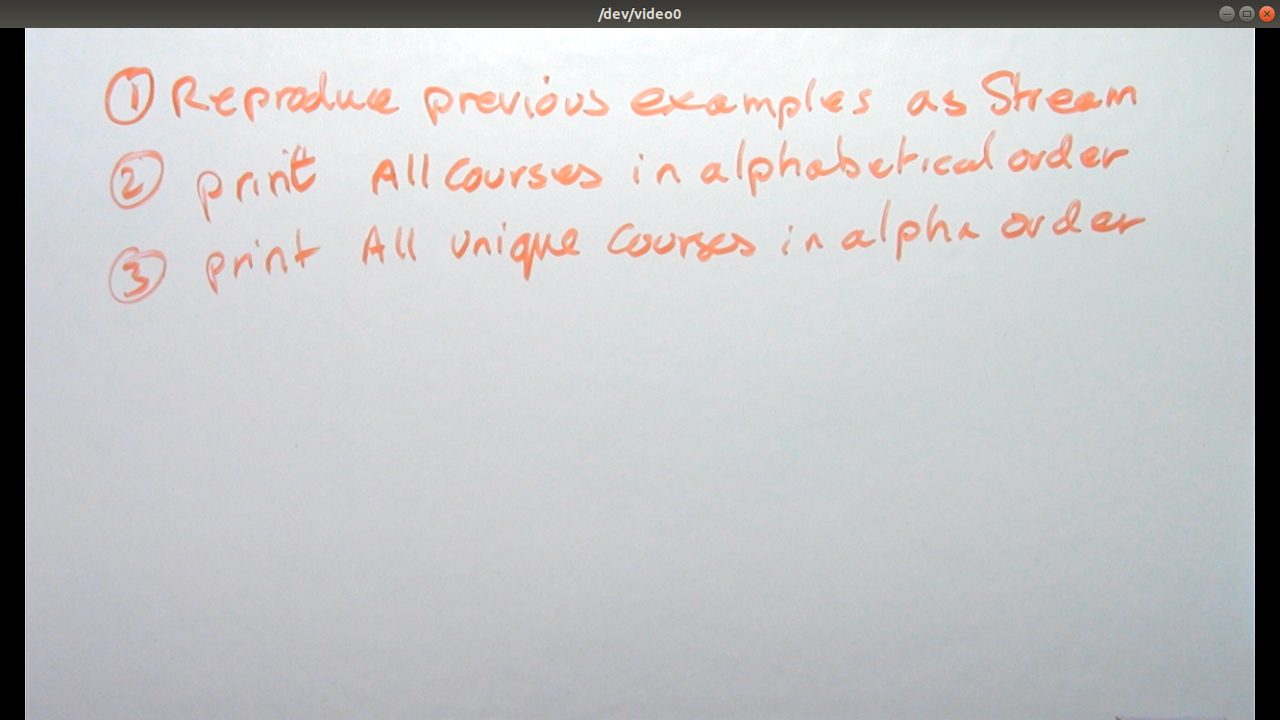 /dev/video0
① Reproduce previous examples as Stream
② print All courses in alphabetical order
③ print All unique courses in alpha order